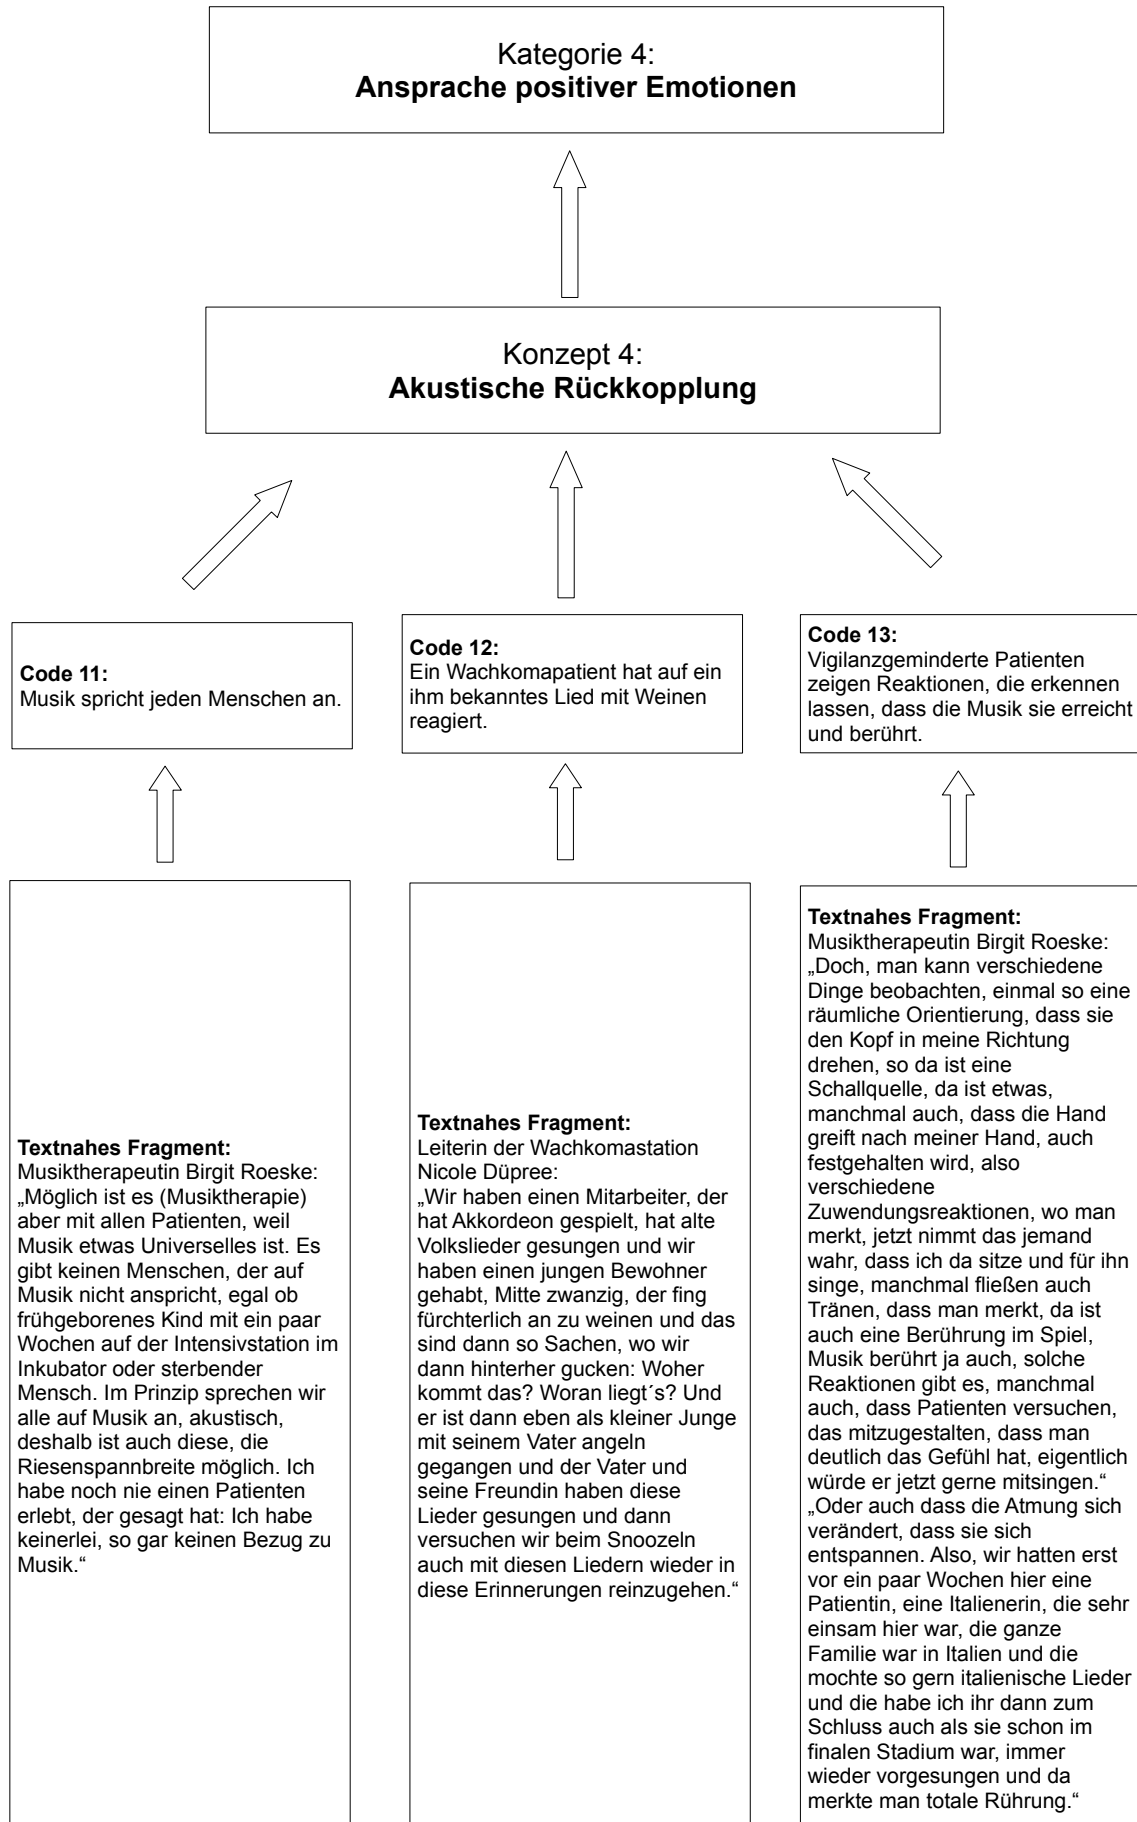 Kategorie 4:
Ansprache positiver Emotionen
Konzept 4:
Akustische Rückkopplung
Code 11:
Musik spricht jeden Menschen an.
Code 12:
Ein Wachkomapatient hat auf ein
ihm bekanntes Lied mit Weinen
reagiert.
Code 13:
Vigilanzgeminderte Patienten
zeigen Reaktionen, die erkennen
lassen, dass die Musik sie erreicht
und berührt.
Textnahes Fragment:
Musiktherapeutin Birgit Roeske:
„Möglich ist es (Musiktherapie)
aber mit allen Patienten, weil
Musik etwas Universelles ist. Es
gibt keinen Menschen, der auf
Musik nicht anspricht, egal ob
frühgeborenes Kind mit ein paar
Wochen auf der Intensivstation im
Inkubator oder sterbender
Mensch. Im Prinzip sprechen wir
alle auf Musik an, akustisch,
deshalb ist auch diese, die
Riesenspannbreite möglich. Ich
habe noch nie einen Patienten
erlebt, der gesagt hat: Ich habe
keinerlei, so gar keinen Bezug zu
Musik.“
Textnahes Fragment:
Leiterin der Wachkomastation
Nicole Düpree:
„Wir haben einen Mitarbeiter, der
hat Akkordeon gespielt, hat alte
Volkslieder gesungen und wir
haben einen jungen Bewohner
gehabt, Mitte zwanzig, der fing
fürchterlich an zu weinen und das
sind dann so Sachen, wo wir
dann hinterher gucken: Woher
kommt das? Woran liegt´s? Und
er ist dann eben als kleiner Junge
mit seinem Vater angeln
gegangen und der Vater und
seine Freundin haben diese
Lieder gesungen und dann
versuchen wir beim Snoozeln
auch mit diesen Liedern wieder in
diese Erinnerungen reinzugehen.“
Textnahes Fragment:
Musiktherapeutin Birgit Roeske:
„Doch, man kann verschiedene
Dinge beobachten, einmal so eine
räumliche Orientierung, dass sie
den Kopf in meine Richtung
drehen, so da ist eine
Schallquelle, da ist etwas,
manchmal auch, dass die Hand
greift nach meiner Hand, auch
festgehalten wird, also
verschiedene
Zuwendungsreaktionen, wo man
merkt, jetzt nimmt das jemand
wahr, dass ich da sitze und für ihn
singe, manchmal fließen auch
Tränen, dass man merkt, da ist
auch eine Berührung im Spiel,
Musik berührt ja auch, solche
Reaktionen gibt es, manchmal
auch, dass Patienten versuchen,
das mitzugestalten, dass man
deutlich das Gefühl hat, eigentlich
würde er jetzt gerne mitsingen.“
„Oder auch dass die Atmung sich
verändert, dass sie sich
entspannen. Also, wir hatten erst
vor ein paar Wochen hier eine
Patientin, eine Italienerin, die sehr
einsam hier war, die ganze
Familie war in Italien und die
mochte so gern italienische Lieder
und die habe ich ihr dann zum
Schluss auch als sie schon im
finalen Stadium war, immer
wieder vorgesungen und da
merkte man totale Rührung.“